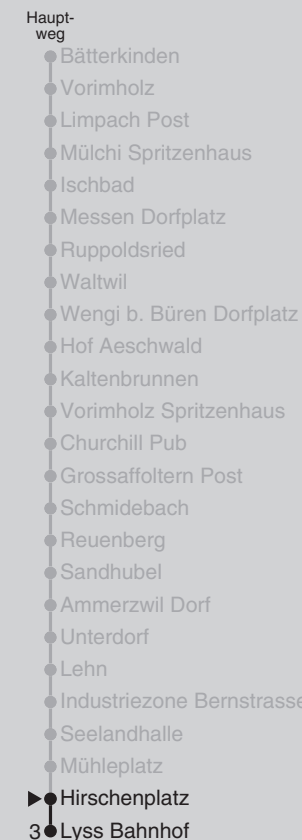 Haupt-
weg
Bätterkinden
Vorimholz
Limpach Post
Mülchi Spritzenhaus
Ischbad
Messen Dorfplatz
Ruppoldsried
Waltwil
Wengi b. Büren Dorfplatz
Hof Aeschwald
Kaltenbrunnen
Vorimholz Spritzenhaus
Churchill Pub
Grossaffoltern Post
Schmidebach
Reuenberg
Sandhubel
Ammerzwil Dorf
Unterdorf
Lehn
Industriezone Bernstrasse
Seelandhalle
Mühleplatz
Hirschenplatz
3 Lyss Bahnhof